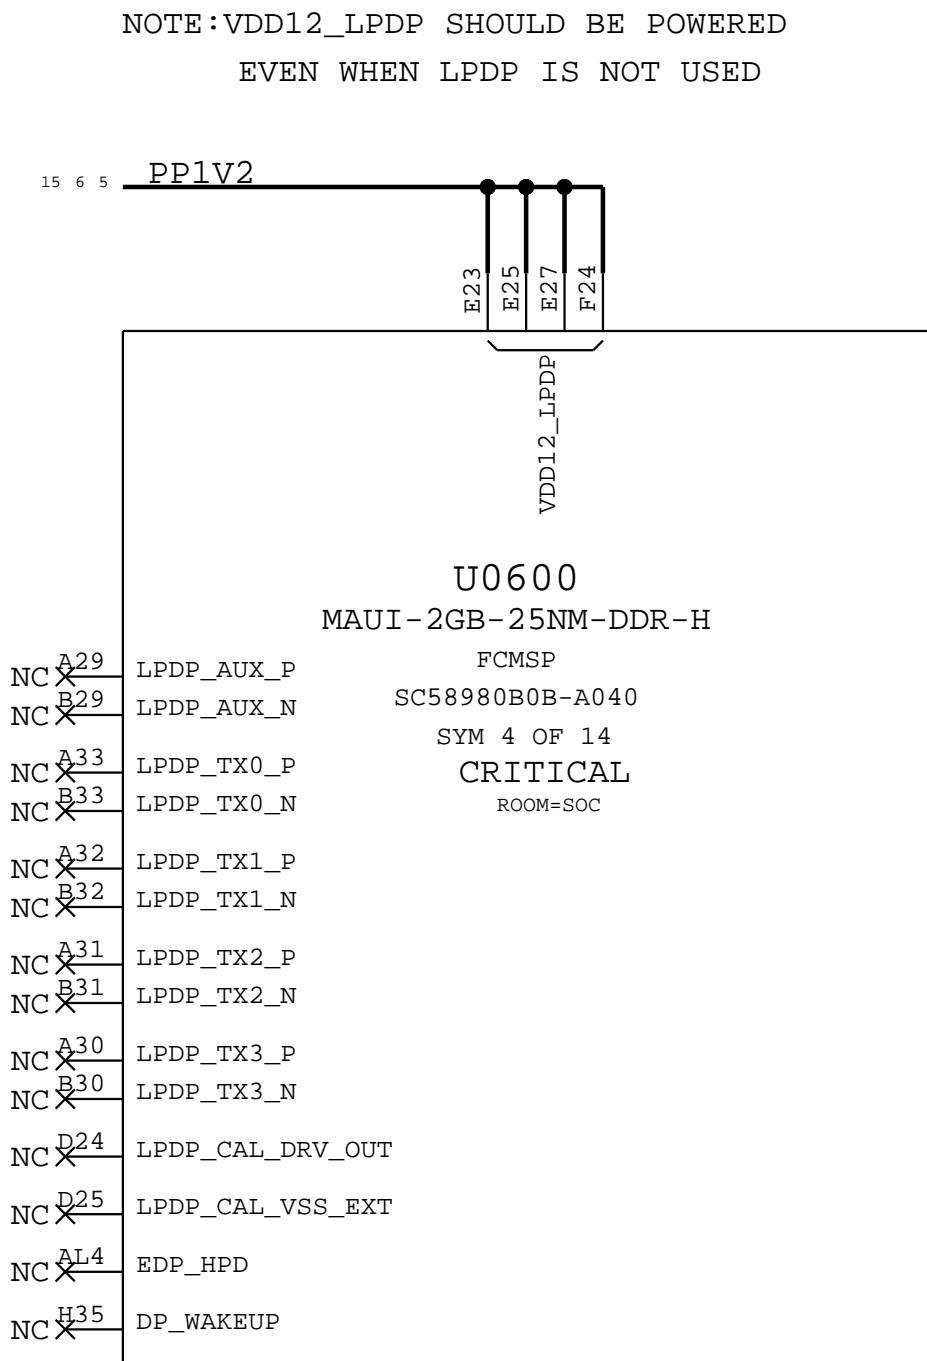 NOTE:VDD12_LPDP SHOULD BE POWERED
EVEN WHEN LPDP IS NOT USED
15 6 5 PP1V2
E23 E25 E27 F24
VDD12_LPDP
U0600
MAUI-2GB-25NM-DDR-H
FCMSP
SC58980B0B-A040
SYM 4 OF 14
CRITICAL
ROOM=SOC
NC A29 LPDP_AUX_P
NC B29 LPDP_AUX_N
NC A33 LPDP_TX0_P
NC B33 LPDP_TX0_N
NC A32 LPDP_TX1_P
NC B32 LPDP_TX1_N
NC A31 LPDP_TX2_P
NC B31 LPDP_TX2_N
NC A30 LPDP_TX3_P
NC B30 LPDP_TX3_N
NC D24 LPDP_CAL_DRV_OUT
NC D25 LPDP_CAL_VSS_EXT
NC AL4 EDP_HPD
NC H35 DP_WAKEUP